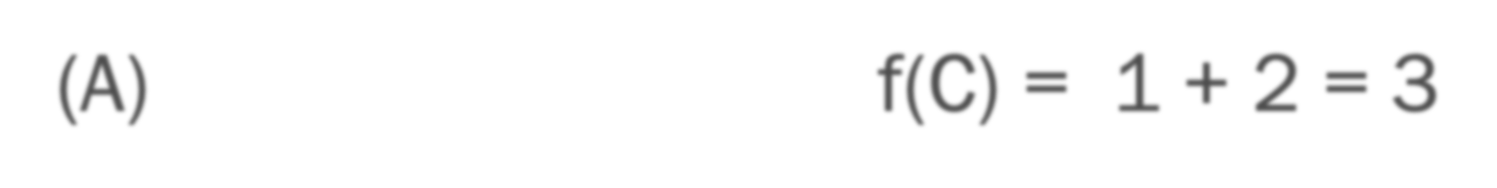 (A) f(C) = 1 + 2 = 3